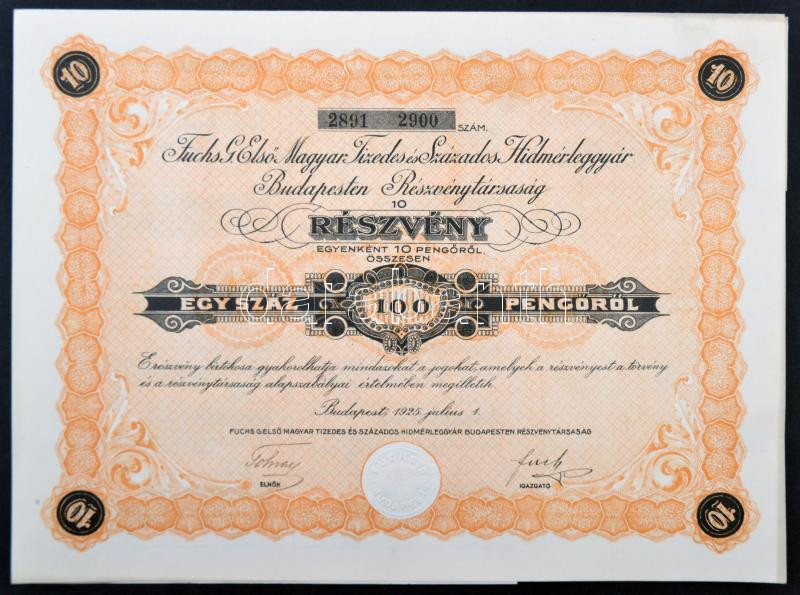 10 10
2891 2900 SZÁM.
Fuchs G. Első Magyar Tizedes és Százados Hidmérleggyár
Budapesten Részvénytársaság
10
RÉSZVÉNY
EGYENKÉNT 10 PENGŐRŐL,
ÖSSZESEN
EGY SZÁZ 100 PENGŐRŐL
E részvény birtokosa gyakorolhatja mindazokat a jogokat, amelyek a részvényest a törvény
és a részvénytársaság alapszabályai értelmében megilletik.
Budapest, 1925. július 1.
FUCHS G. ELSŐ MAGYAR TIZEDES ÉS SZÁZADOS HIDMÉRLEGGYÁR BUDAPESTEN RÉSZVÉNYTÁRSASÁG
ELNÖK
IGAZGATÓ
10 10